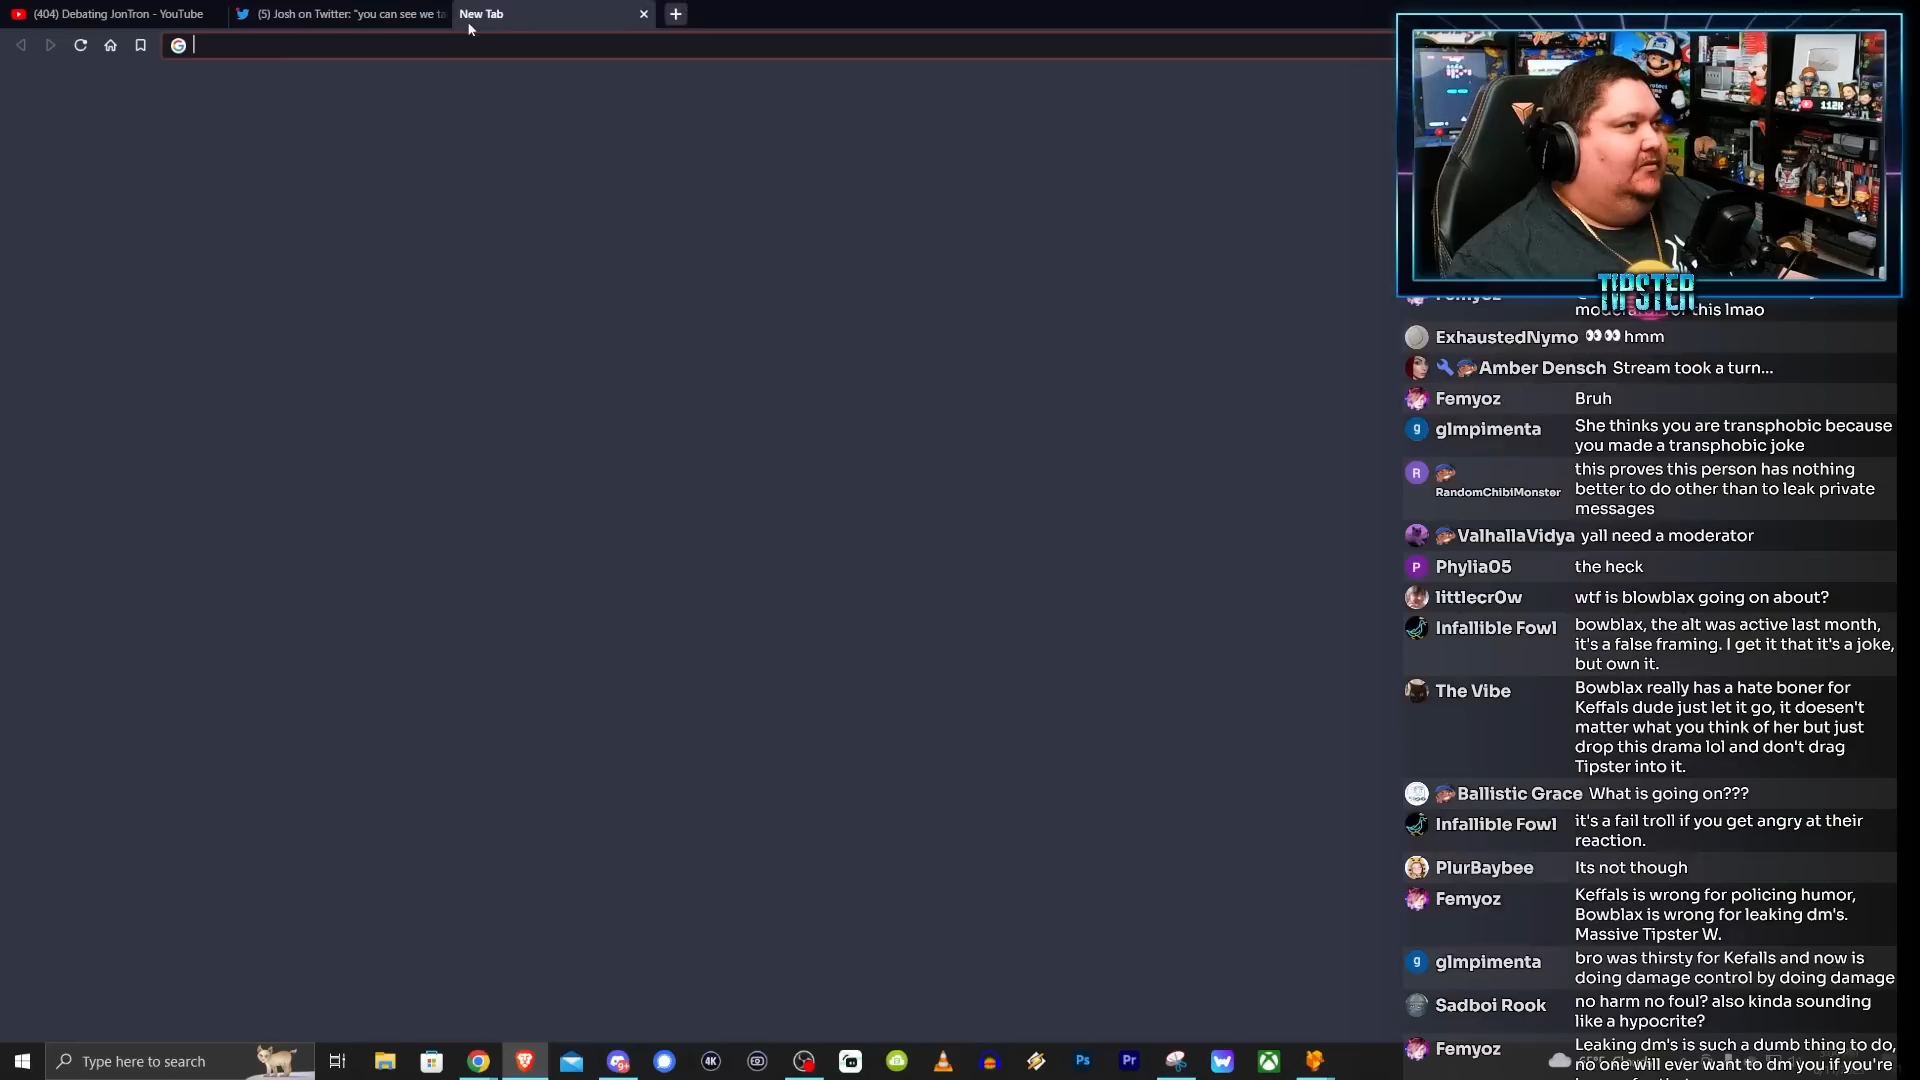 (404) Debating JonTron - YouTube
(5) Josh on Twitter: "you can see we ta
New Tab
112K
TIPSTER
this lmao
ExhaustedNymo 👀👀 hmm
Amber Densch Stream took a turn...
Femyoz Bruh
g
glmpimenta She thinks you are transphobic because
you made a transphobic joke
R
RandomChibiMonster this proves this person has nothing
better to do other than to leak private
messages
ValhallaVidya yall need a moderator
P
Phylia05 the heck
littlecr0w wtf is blowblax going on about?
Infallible Fowl bowblax, the alt was active last month,
it's a false framing. I get it that it's a joke,
but own it.
The Vibe Bowblax really has a hate boner for
Keffals dude just let it go, it doesen't
matter what you think of her but just
drop this drama lol and don't drag
Tipster into it.
Ballistic Grace What is going on???
Infallible Fowl it's a fail troll if you get angry at their
reaction.
PlurBaybee Its not though
Femyoz Keffals is wrong for policing humor,
Bowblax is wrong for leaking dm's.
Massive Tipster W.
g
glmpimenta bro was thirsty for Kefalls and now is
doing damage control by doing damage
Sadboi Rook no harm no foul? also kinda sounding
like a hypocrite?
Femyoz Leaking dm's is such a dumb thing to do,
no one will ever want to dm you if you're
Type here to search
9+
4K
Ps
Pr